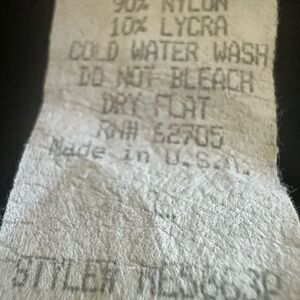 90% NYLON
10% LYCRA
COLD WATER WASH
DO NOT BLEACH
DRY FLAT
RN# 62705
Made in U.S.A.
L